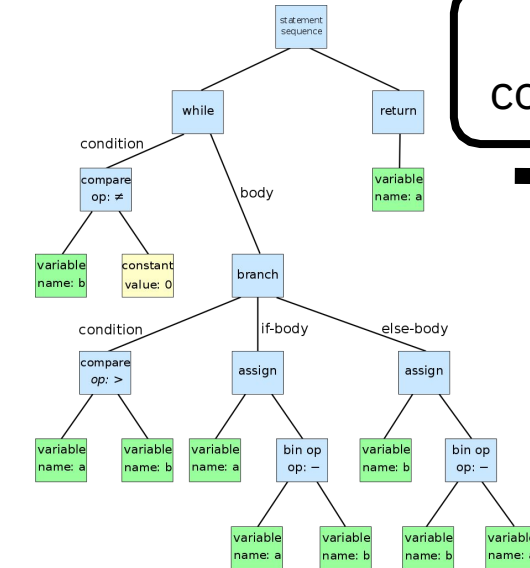 statement
sequence
while
return
co
condition
body
compare
op: ≠
variable
name: a
variable
name: b
constant
value: 0
branch
condition
if-body
else-body
compare
op: >
assign
assign
variable
name: a
variable
name: b
variable
name: a
bin op
op: −
variable
name: b
bin op
op: −
variable
name: a
variable
name: b
variable
name: b
name: